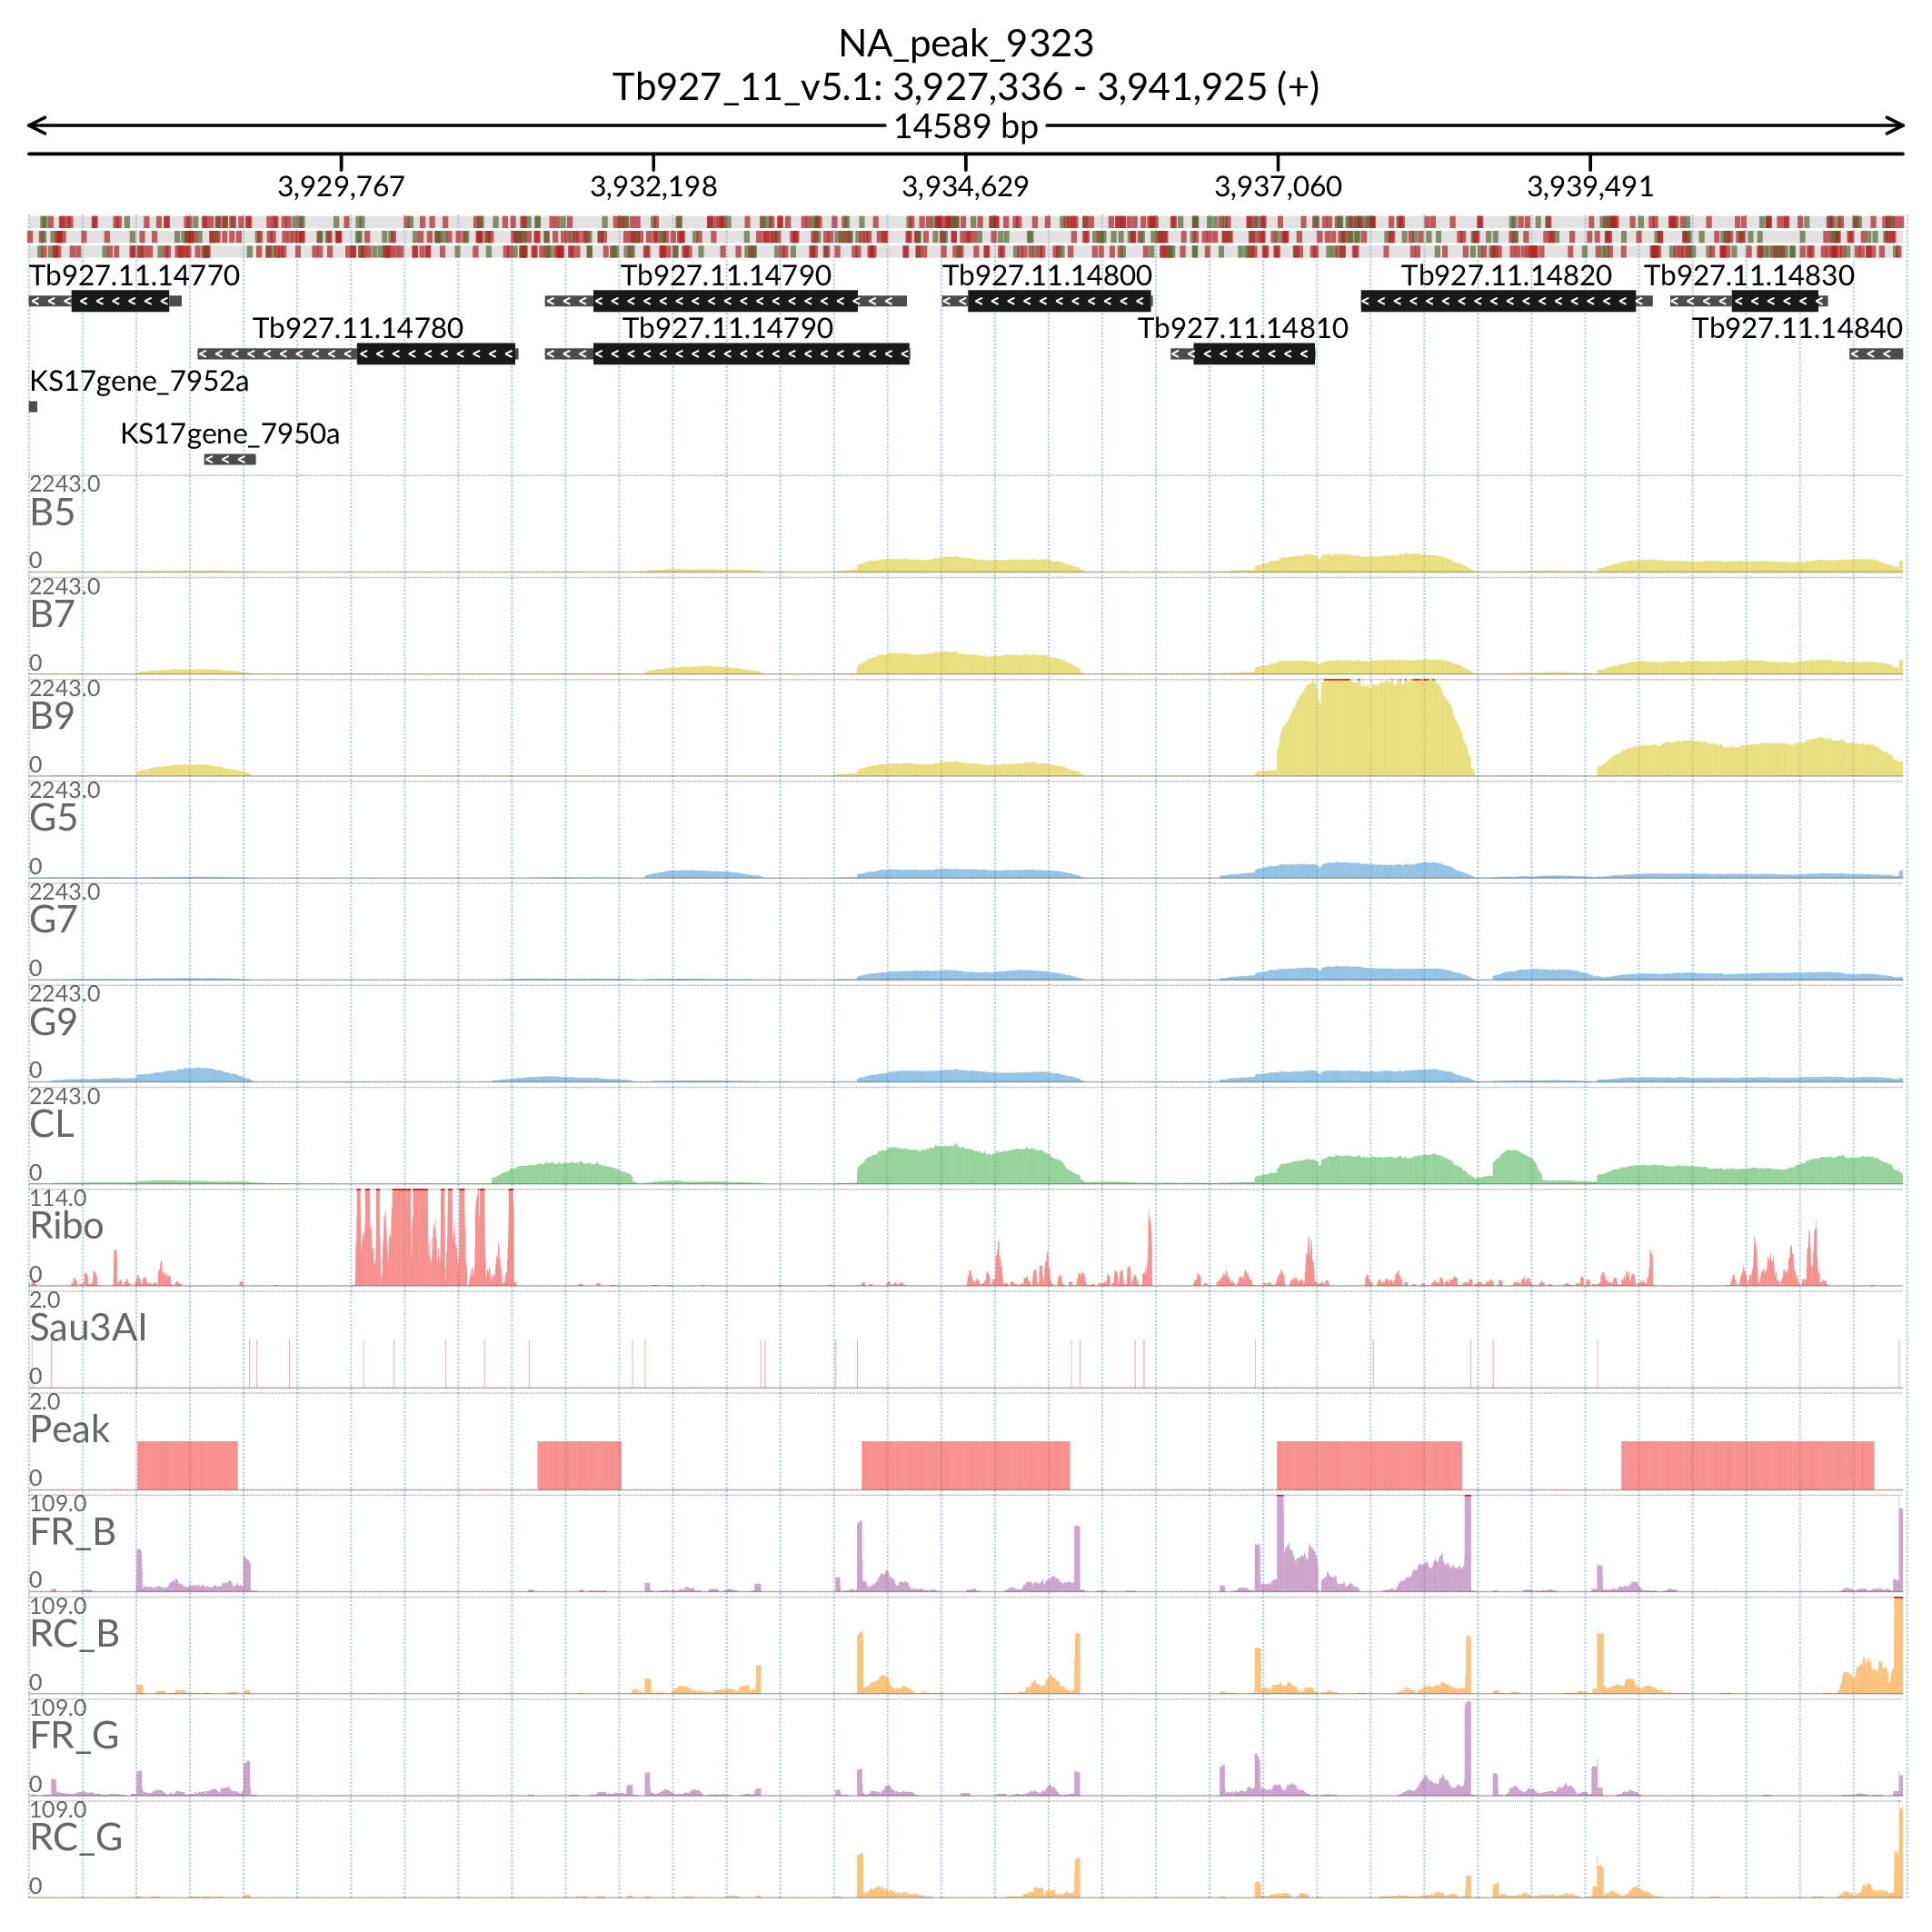 NA_peak_9323
Tb927_11_v5.1: 3,927,336 - 3,941,925 (+)
14589 bp
3,929,767 3,932,198 3,934,629 3,937,060 3,939,491
Tb927.11.14770 Tb927.11.14790 Tb927.11.14800 Tb927.11.14820 Tb927.11.14830
Tb927.11.14780 Tb927.11.14790 Tb927.11.14810 Tb927.11.14840
KS17gene_7952a
KS17gene_7950a
2243.0
B5
0
2243.0
B7
0
2243.0
B9
0
2243.0
G5
0
2243.0
G7
0
2243.0
G9
0
2243.0
CL
0
114.0
Ribo
0
2.0
Sau3AI
0
2.0
Peak
0
109.0
FR_B
0
109.0
RC_B
0
109.0
FR_G
0
109.0
RC_G
0